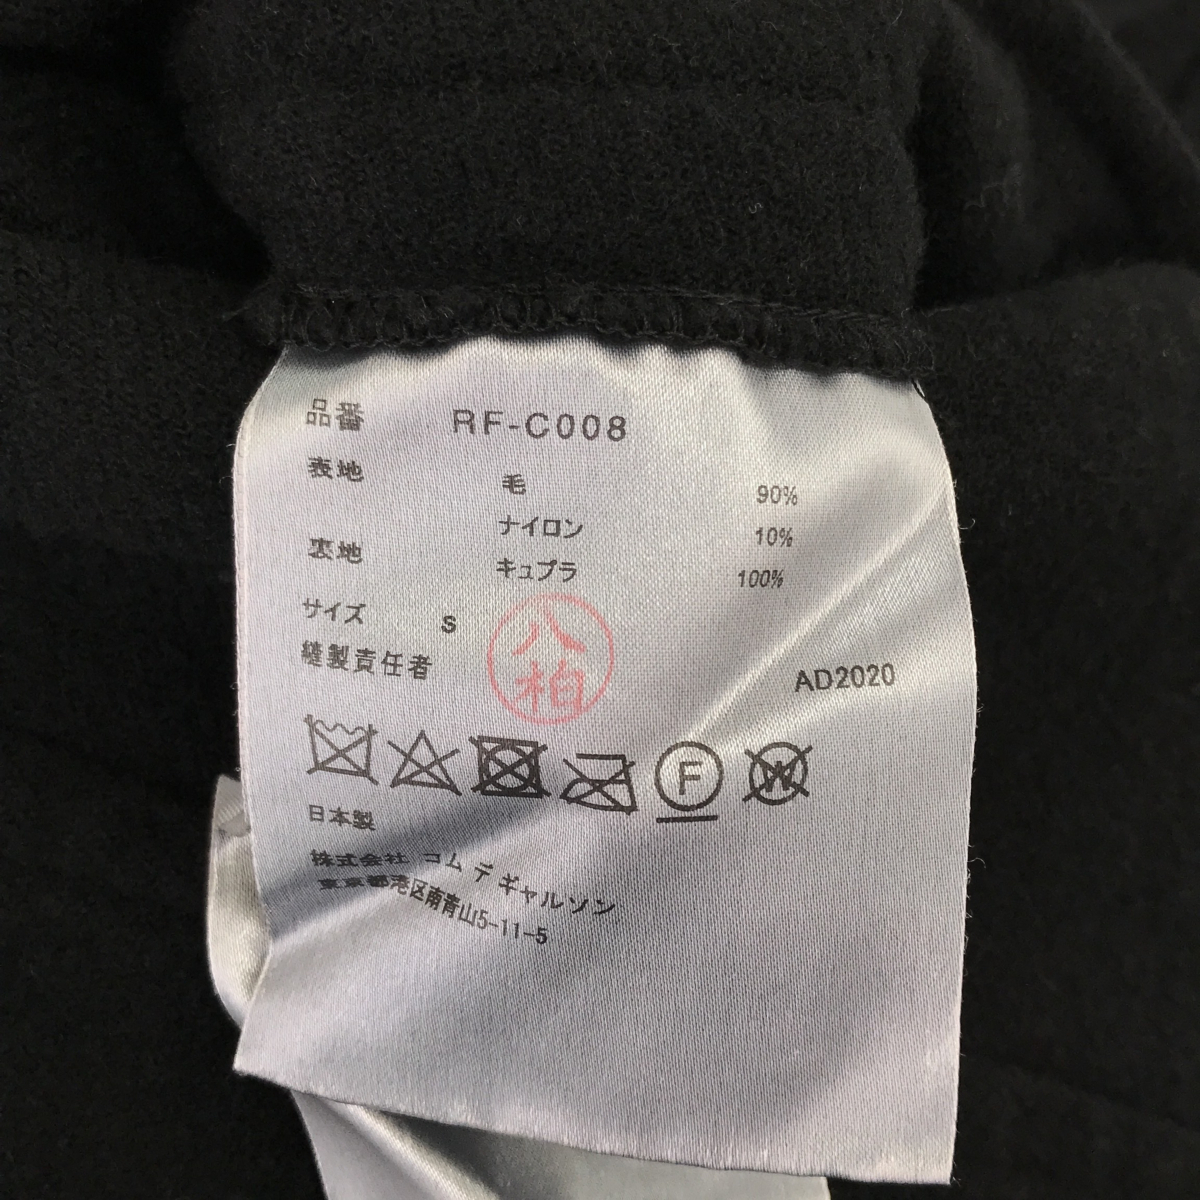 品番 RF-C008
表地 毛 90%
ナイロン 10%
裏地 キュプラ 100%
サイズ S
縫製責任者 八柏 AD2020
F W
日本製
株式会社 コム デ ギャルソン
東京都港区南青山5-11-5